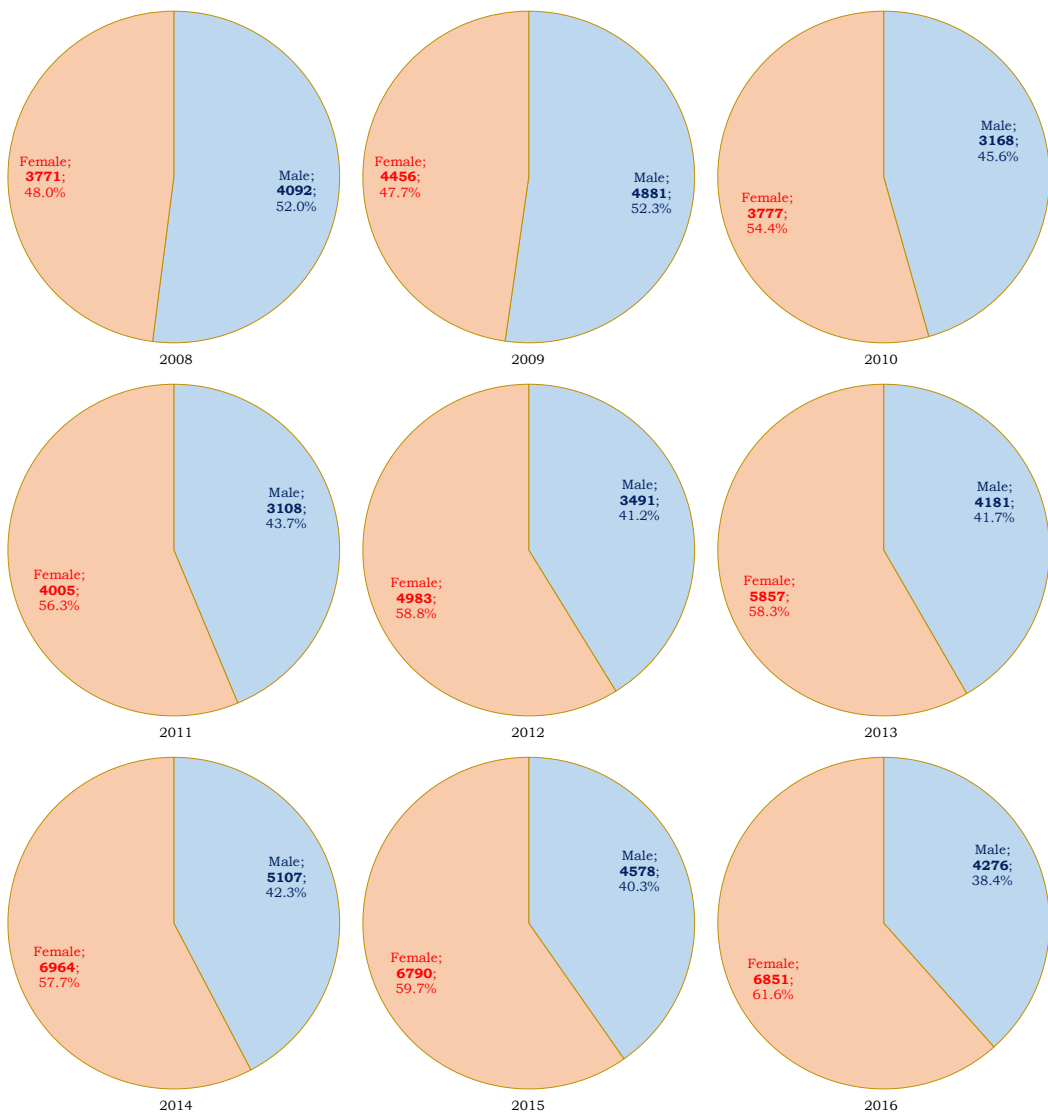 Female;
3771;
48.0%
Male;
4092;
52.0%
2008
Female;
4456;
47.7%
Male;
4881;
52.3%
2009
Male;
3168;
45.6%
Female;
3777;
54.4%
2010
Male;
3108;
43.7%
Female;
4005;
56.3%
2011
Male;
3491;
41.2%
Female;
4983;
58.8%
2012
Male;
4181;
41.7%
Female;
5857;
58.3%
2013
Male;
5107;
42.3%
Female;
6964;
57.7%
2014
Male;
4578;
40.3%
Female;
6790;
59.7%
2015
Male;
4276;
38.4%
Female;
6851;
61.6%
2016